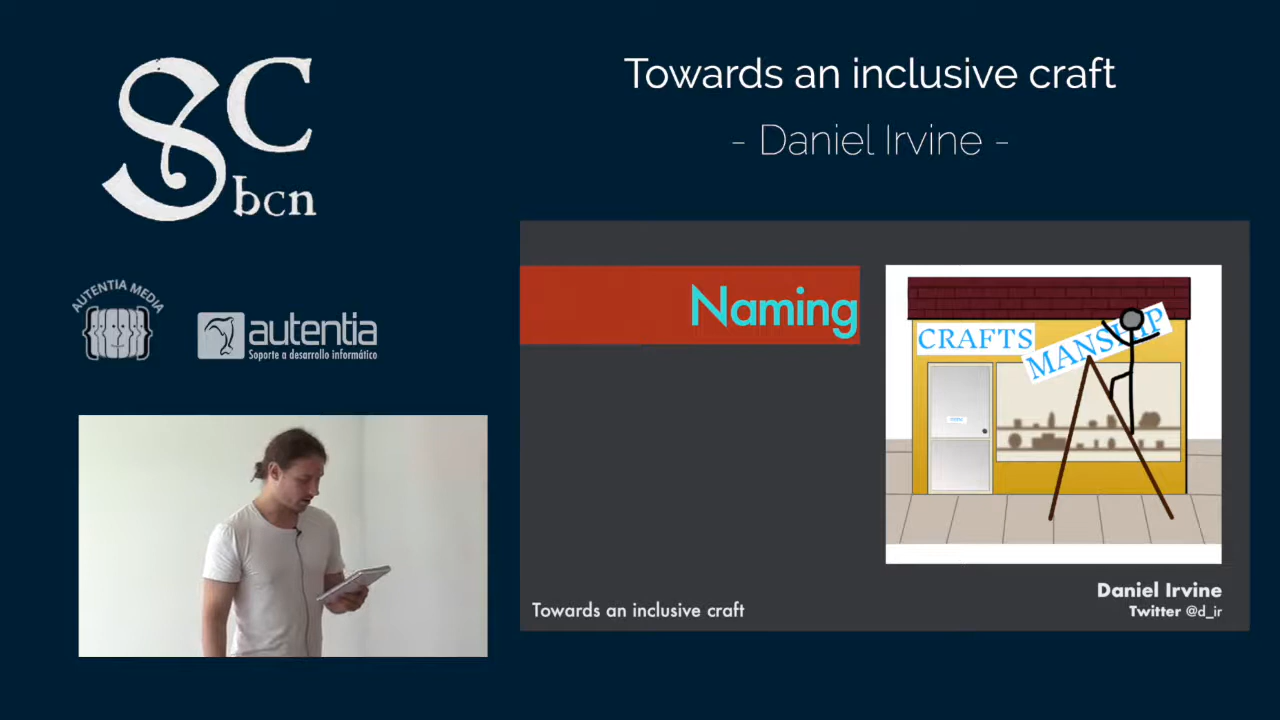 Towards an inclusive craft
- Daniel Irvine -
SC
bcn
AUTENTIA MEDIA
autentia
Soporte a desarrollo informático
Naming
CRAFTS
MANSHIP
Daniel Irvine
Twitter @d_ir
Towards an inclusive craft